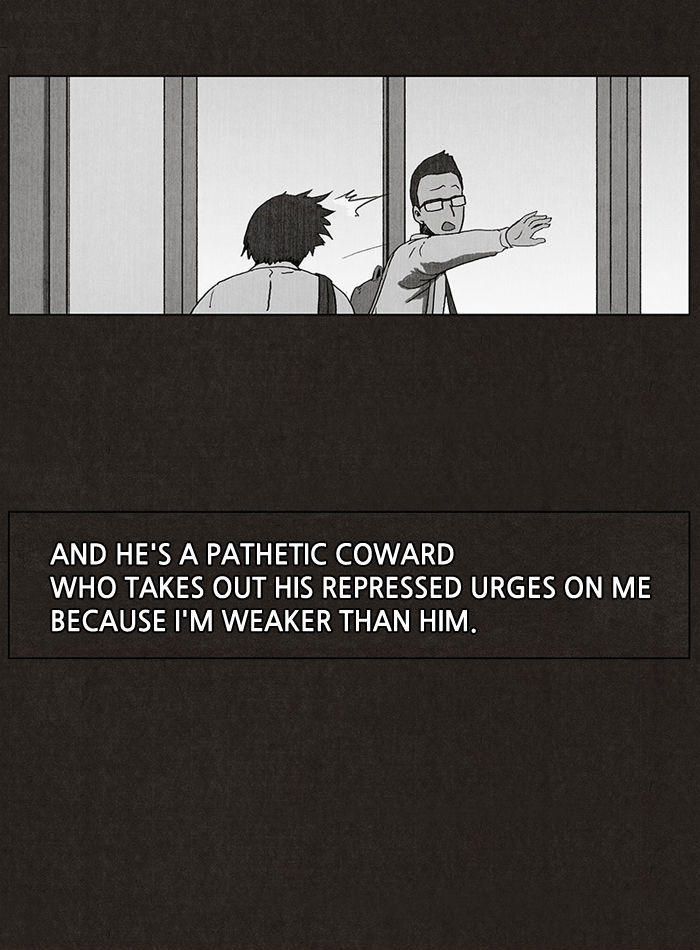 AND HE'S A PATHETIC COWARD
WHO TAKES OUT HIS REPRESSED URGES ON ME
BECAUSE I'M WEAKER THAN HIM.